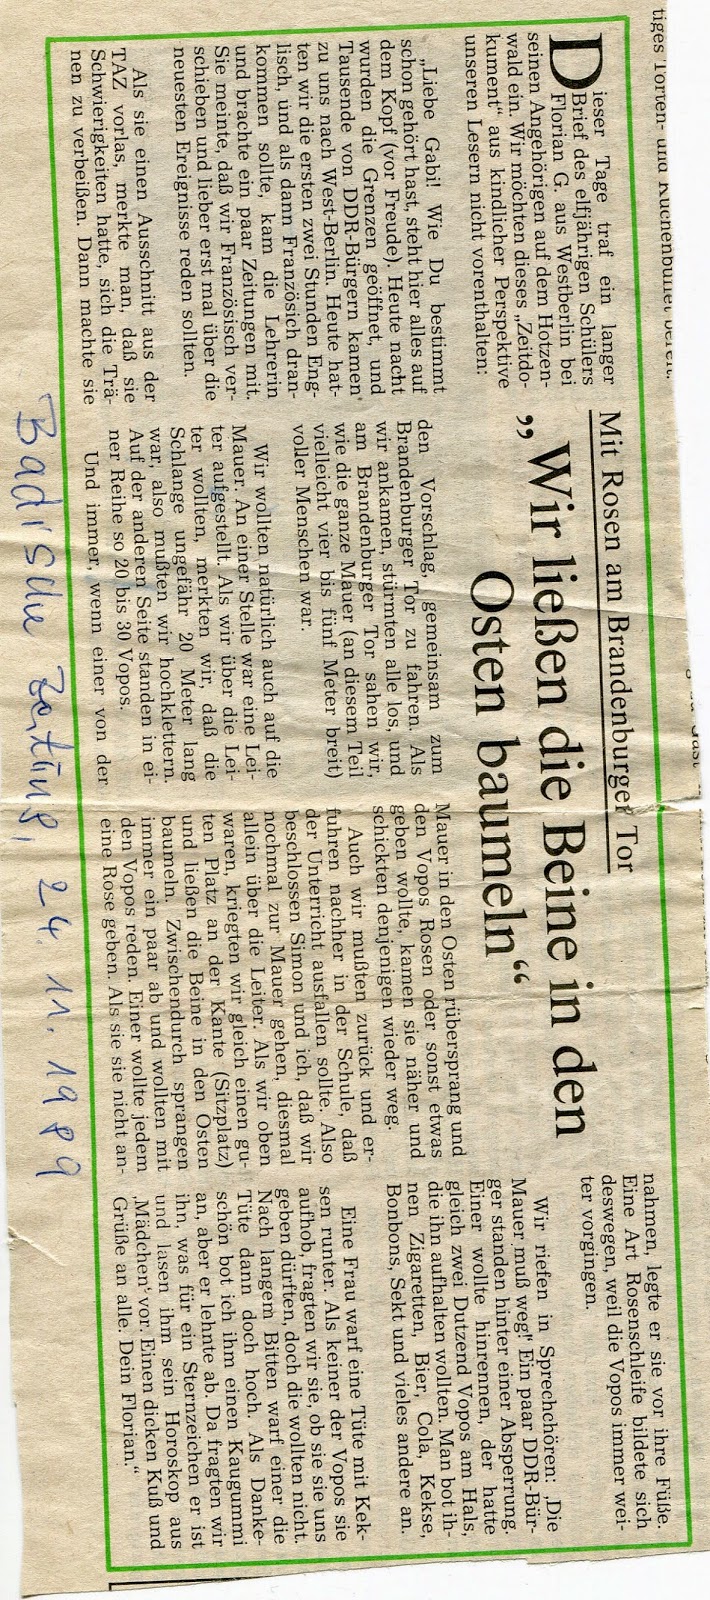 tiges Torten- und Kuchenbuffet bereit.
Mit Rosen am Brandenburger Tor
„Wir ließen die Beine in den
Osten baumeln“
Dieser Tage traf ein langer
Brief des elfjährigen Schülers
Florian G. aus Westberlin bei
seinen Angehörigen auf dem Hotzen-
wald ein. Wir möchten dieses „Zeitdo-
kument“ aus kindlicher Perspektive
unseren Lesern nicht vorenthalten:
„Liebe Gabi! Wie Du bestimmt
schon gehört hast, steht hier alles auf
dem Kopf (vor Freude). Heute nacht
wurden die Grenzen geöffnet, und
Tausende von DDR-Bürgern kamen
zu uns nach West-Berlin. Heute hat-
ten wir die ersten zwei Stunden Eng-
lisch, und als dann Französich dran-
kommen sollte, kam die Lehrerin
und brachte ein paar Zeitungen mit.
Sie meinte, daß wir Französisch ver-
schieben und lieber erst mal über die
neuesten Ereignisse reden sollten.
Als sie einen Ausschnitt aus der
TAZ vorlas, merkte man, daß sie
Schwierigkeiten hatte, sich die Trä-
nen zu verbeißen. Dann machte sie
den Vorschlag, gemeinsam zum
Brandenburger Tor zu fahren. Als
wir ankamen, stürmten alle los, und
am Brandenburger Tor sahen wir,
wie die ganze Mauer (an diesem Teil
vielleicht vier bis fünf Meter breit)
voller Menschen war.
Wir wollten natürlich auch auf die
Mauer. An einer Stelle war eine Lei-
ter aufgestellt. Als wir über die Lei-
ter wollten, merkten wir, daß die
Schlange ungefähr 20 Meter lang
war, also mußten wir hochklettern.
Auf der anderen Seite standen in ei-
ner Reihe so 20 bis 30 Vopos.
Und immer, wenn einer von der
Mauer in den Osten rübersprang und
den Vopos Rosen oder sonst etwas
geben wollte, kamen sie näher und
schickten denjenigen wieder weg.
Auch wir mußten zurück und er-
fuhren nachher in der Schule, daß
der Unterricht ausfallen sollte. Also
beschlossen Simon und ich, daß wir
nochmal zur Mauer gehen, diesmal
allein über die Leiter. Als wir oben
waren, kriegten wir gleich einen gu-
ten Platz an der Kante (Sitzplatz)
und ließen die Beine in den Osten
baumeln. Zwischendurch sprangen
immer ein paar ab und wollten mit
den Vopos reden. Einer wollte jedem
eine Rose geben. Als sie sie nicht an-
nahmen, legte er sie vor ihre Füße.
Eine Art Rosenschleife bildete sich
deswegen, weil die Vopos immer wei-
ter vorgingen.
Wir riefen in Sprechchören: ‚Die
Mauer muß weg!‘ Ein paar DDR-Bür-
ger standen hinter einer Absperrung.
Einer wollte hinrennen, der hatte
gleich zwei Dutzend Vopos am Hals,
die ihn aufhalten wollten. Man bot ih-
nen Zigaretten, Bier, Cola, Kekse,
Bonbons, Sekt und vieles andere an.
Eine Frau warf eine Tüte mit Kek-
sen runter. Als keiner der Vopos sie
aufhob, fragten wir sie, ob sie sie uns
geben dürften, doch die wollten nicht.
Nach langem Bitten warf einer die
Tüte dann doch hoch. Als Danke-
schön bot ich ihm einen Kaugummi
an, aber er lehnte ab. Da fragten wir
ihn, was für ein Sternzeichen er ist
und lasen ihm sein Horoskop aus
‚Mädchen‘ vor. Einen dicken Kuß und
Grüße an alle. Dein Florian.“
Badische Zeitung, 24. 11. 1989